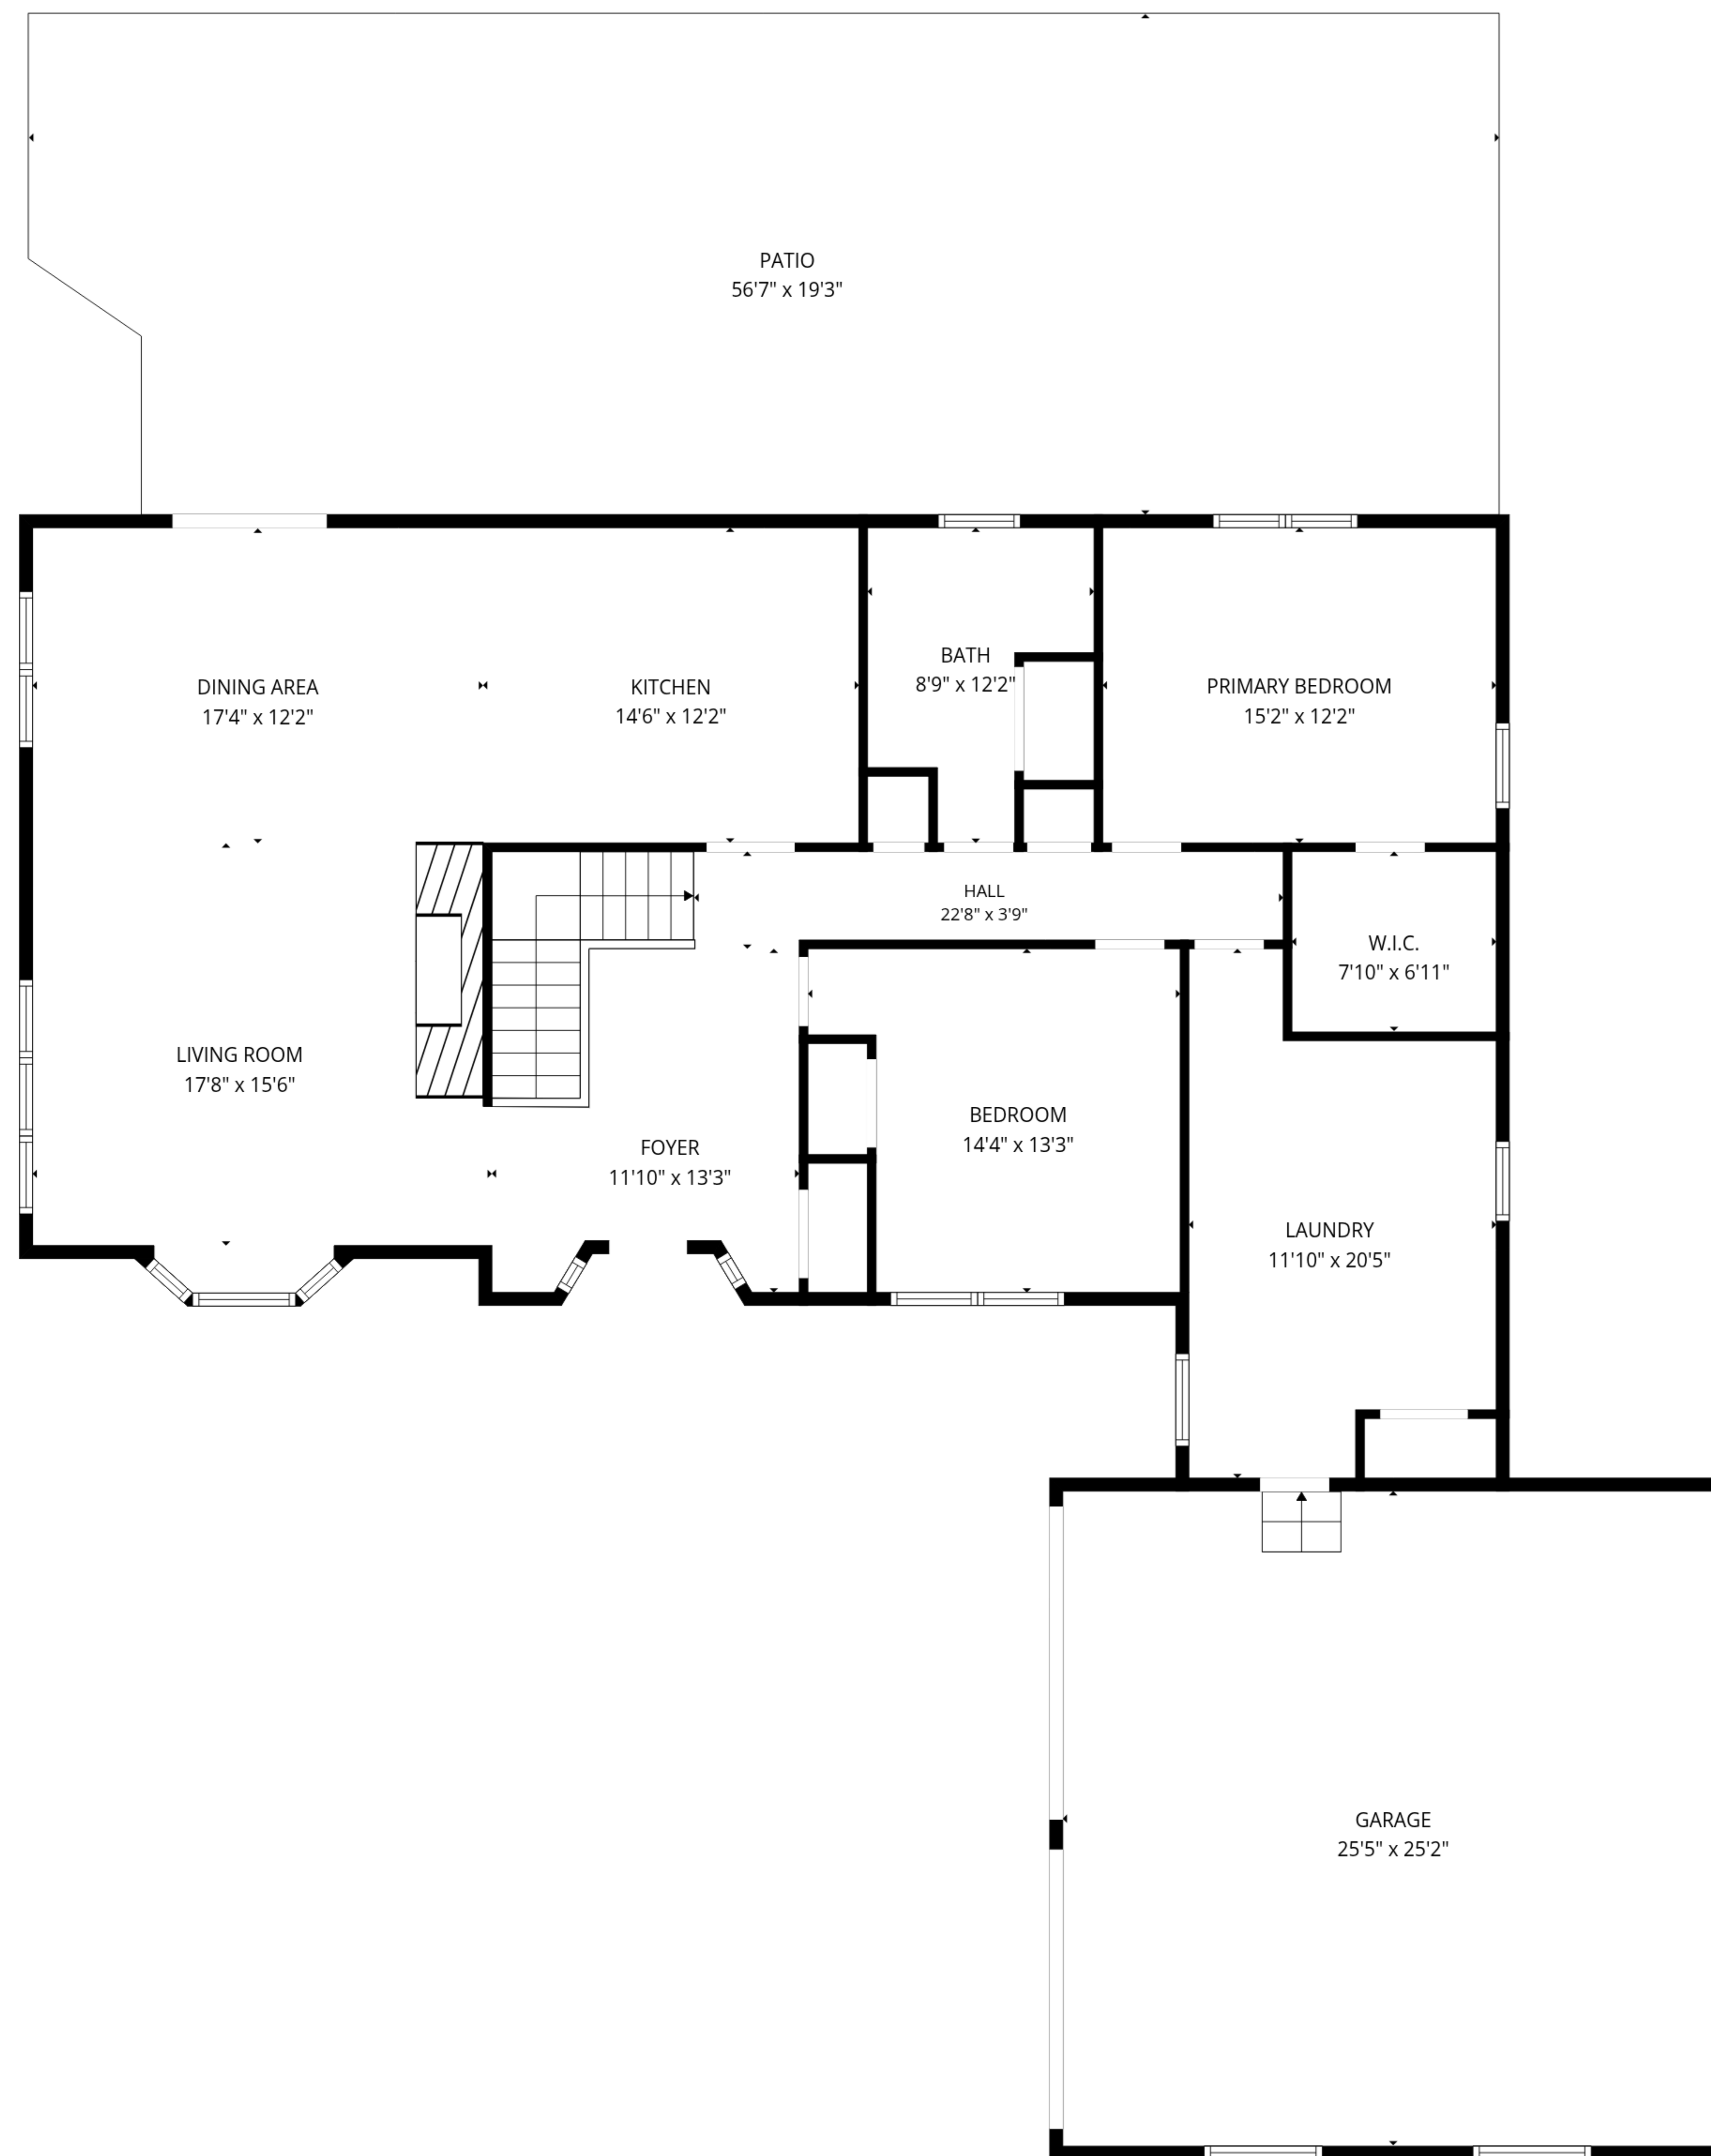 PATIO
56'7" x 19'3"
DINING AREA
17'4" x 12'2"
KITCHEN
14'6" x 12'2"
BATH
8'9" x 12'2"
PRIMARY BEDROOM
15'2" x 12'2"
HALL
22'8" x 3'9"
W.I.C.
7'10" x 6'11"
LIVING ROOM
17'8" x 15'6"
FOYER
11'10" x 13'3"
BEDROOM
14'4" x 13'3"
LAUNDRY
11'10" x 20'5"
GARAGE
25'5" x 25'2"